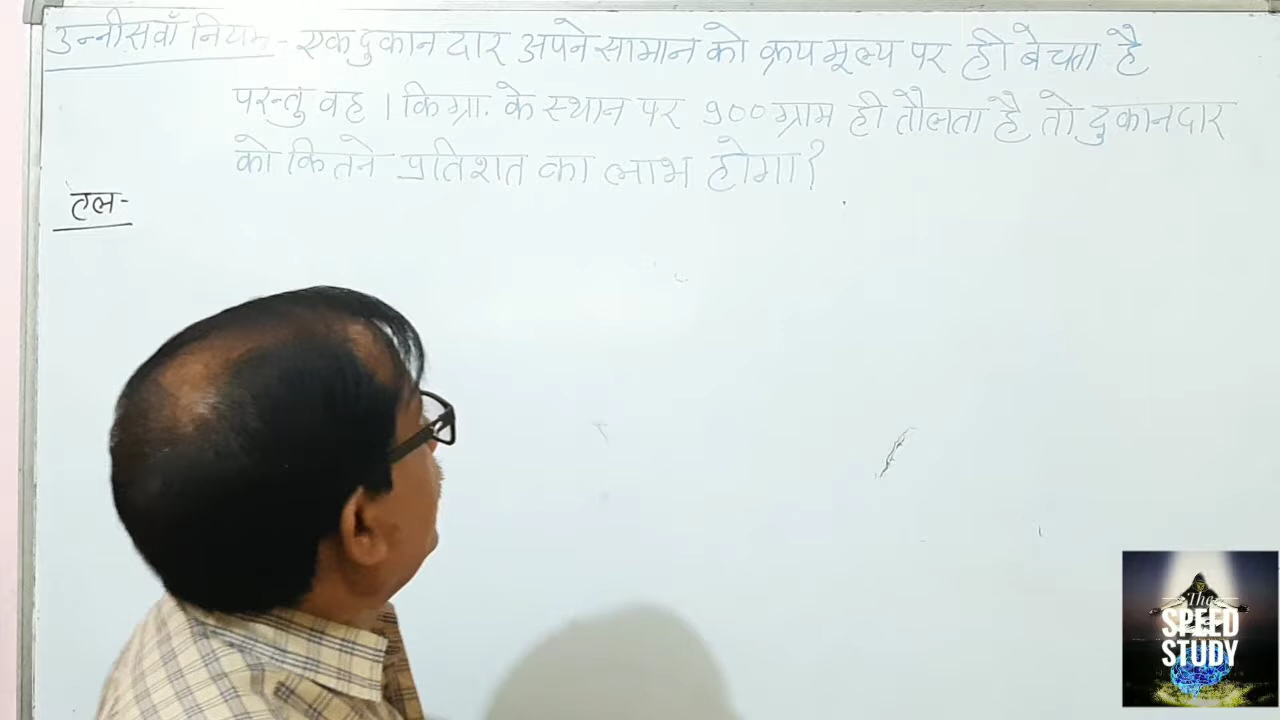 उन्नीसवाँ नियम - एक दुकानदार अपने सामान को क्रय मूल्य पर ही बेचता है
परन्तु वह 1 किग्रा. के स्थान पर 900 ग्राम ही तौलता है तो दुकानदार
को कितने प्रतिशत का लाभ होगा?
हल-
The
SPEED
STUDY